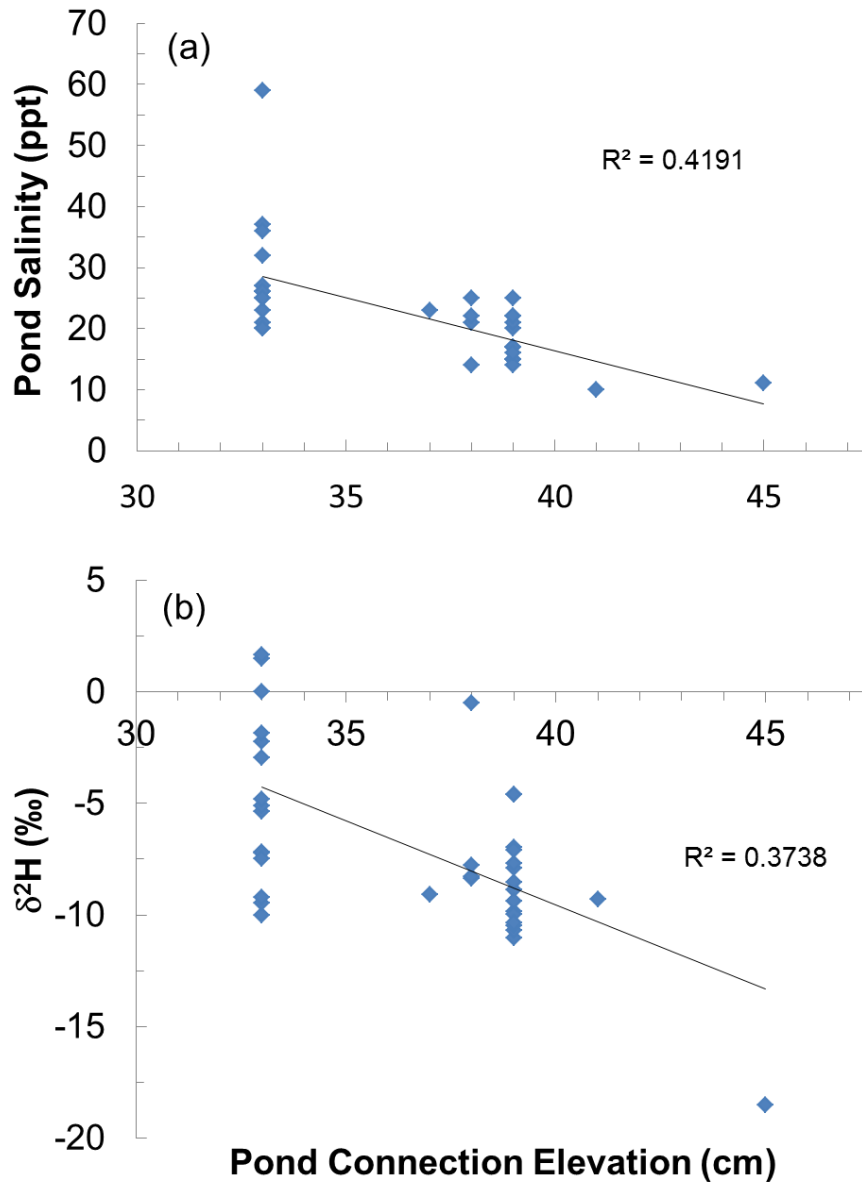 70
(a)
60
50
R² = 0.4191
40
30
20
10
0
30 35 40 45
Pond Salinity (ppt)
5
(b)
0
30 35 40 45
-5
R² = 0.3738
-10
-15
-20
δ²H (‰)
Pond Connection Elevation (cm)